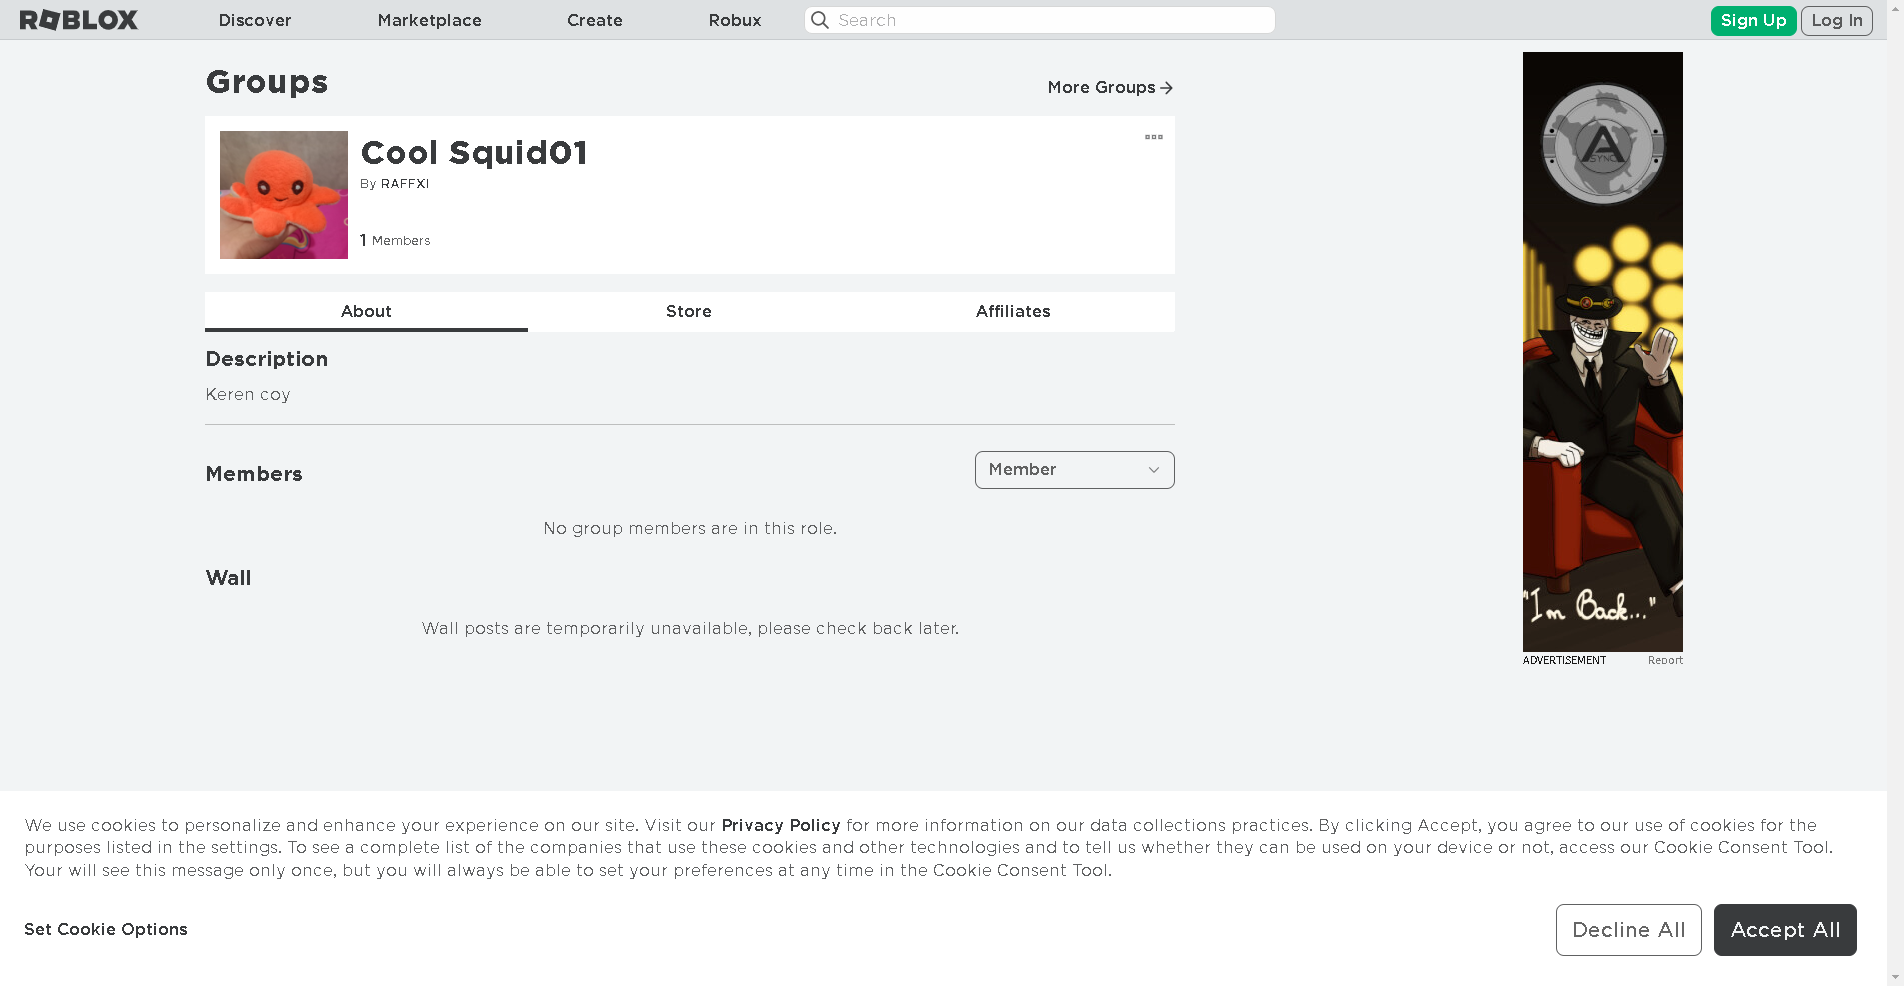 ROBLOX
Discover
Marketplace
Create
Robux
Search
Sign Up
Log In
Groups
More Groups
Cool Squid01
By RAFFXI
1 Members
About
Store
Affiliates
Description
Keren coy
Members
Member
No group members are in this role.
Wall
Wall posts are temporarily unavailable, please check back later.
A
SYNC
"I'm Back..."
ADVERTISEMENT
Report
We use cookies to personalize and enhance your experience on our site. Visit our Privacy Policy for more information on our data collections practices. By clicking Accept, you agree to our use of cookies for the
purposes listed in the settings. To see a complete list of the companies that use these cookies and other technologies and to tell us whether they can be used on your device or not, access our Cookie Consent Tool.
Your will see this message only once, but you will always be able to set your preferences at any time in the Cookie Consent Tool.
Set Cookie Options
Decline All
Accept All